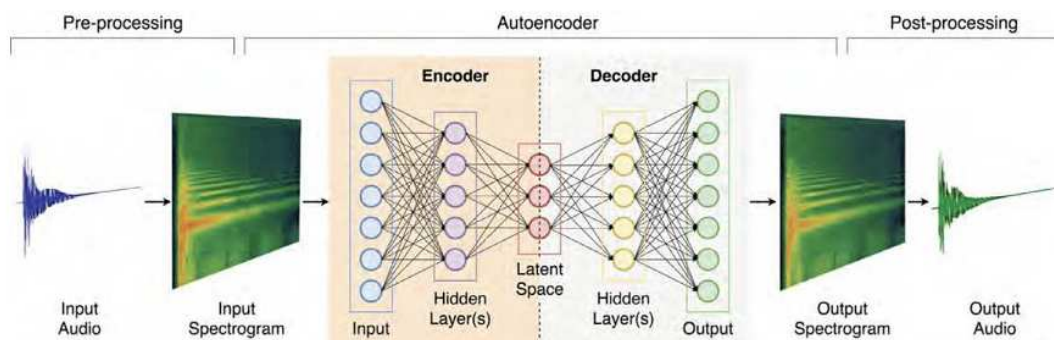 Pre-processing
Autoencoder
Post-processing
Encoder
Decoder
Input
Audio
Input
Spectrogram
Input
Hidden
Layer(s)
Latent
Space
Hidden
Layer(s)
Output
Output
Spectrogram
Output
Audio